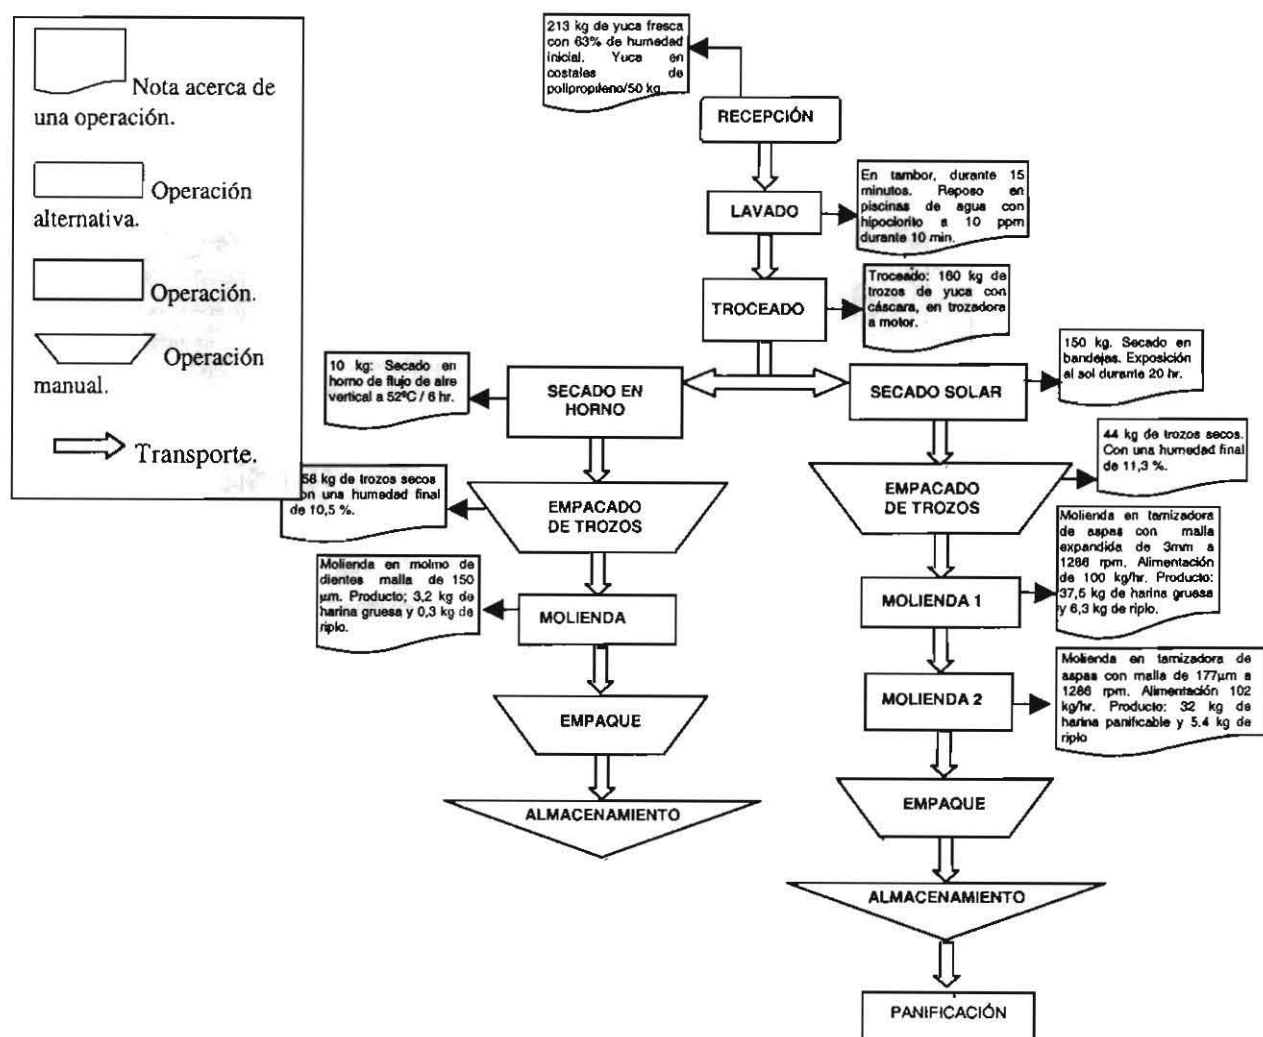 Nota acerca de
una operación.
Operación
alternativa.
Operación.
Operación
manual.
Transporte.
213 kg de yuca fresca
con 63% de humedad
inicial. Yuca en
costales de
polipropileno/50 kg.
RECEPCIÓN
LAVADO
En tambor, durante 15
minutos. Reposo en
piscinas de agua con
hipoclorito a 10 ppm
durante 10 min.
TROCEADO
Troceado: 160 kg de
trozos de yuca con
cáscara, en trozadora
a motor.
10 kg: Secado en
horno de flujo de aire
vertical a 52ºC / 6 hr.
SECADO EN
HORNO
SECADO SOLAR
150 kg. Secado en
bandejas. Exposición
al sol durante 20 hr.
58 kg de trozos secos
con una humedad final
de 10,5 %.
EMPACADO
DE TROZOS
EMPACADO
DE TROZOS
44 kg de trozos secos.
Con una humedad final
de 11,3 %.
Molienda en molino de
dientes malla de 150
µm. Producto; 3,2 kg de
harina gruesa y 0,3 kg de
riplo.
MOLIENDA
MOLIENDA 1
Molienda en tamizadora
de aspas con malla
expandida de 3mm a
1286 rpm. Alimentación
de 100 kg/hr. Producto:
37,5 kg de harina gruesa
y 6,3 kg de riplo.
MOLIENDA 2
Molienda en tamizadora de
aspas con malla de 177µm a
1286 rpm. Alimentación 102
kg/hr. Producto: 32 kg de
harina panificable y 5.4 kg de
riplo
EMPAQUE
EMPAQUE
ALMACENAMIENTO
ALMACENAMIENTO
PANIFICACIÓN